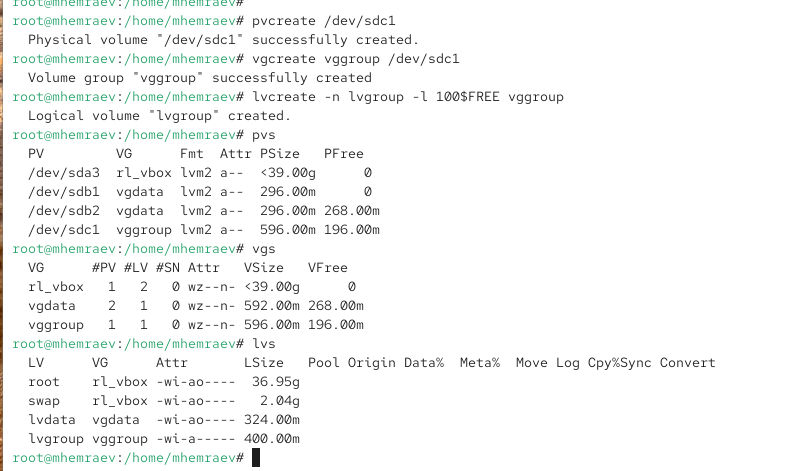 root@mhemraev:/home/mhemraev#
root@mhemraev:/home/mhemraev# pvcreate /dev/sdc1
  Physical volume "/dev/sdc1" successfully created.
root@mhemraev:/home/mhemraev# vgcreate vggroup /dev/sdc1
  Volume group "vggroup" successfully created
root@mhemraev:/home/mhemraev# lvcreate -n lvgroup -l 100$FREE vggroup
  Logical volume "lvgroup" created.
root@mhemraev:/home/mhemraev# pvs
  PV         VG      Fmt  Attr PSize   PFree
  /dev/sda3  rl_vbox lvm2 a--  <39.00g      0
  /dev/sdb1  vgdata  lvm2 a--  296.00m      0
  /dev/sdb2  vgdata  lvm2 a--  296.00m 268.00m
  /dev/sdc1  vggroup lvm2 a--  596.00m 196.00m
root@mhemraev:/home/mhemraev# vgs
  VG      #PV #LV #SN Attr   VSize   VFree
  rl_vbox   1   2   0 wz--n- <39.00g      0
  vgdata    2   1   0 wz--n- 592.00m 268.00m
  vggroup   1   1   0 wz--n- 596.00m 196.00m
root@mhemraev:/home/mhemraev# lvs
  LV      VG      Attr       LSize   Pool Origin Data%  Meta%  Move Log Cpy%Sync Convert
  root    rl_vbox -wi-ao----  36.95g
  swap    rl_vbox -wi-ao----   2.04g
  lvdata  vgdata  -wi-ao---- 324.00m
  lvgroup vggroup -wi-a----- 400.00m
root@mhemraev:/home/mhemraev#